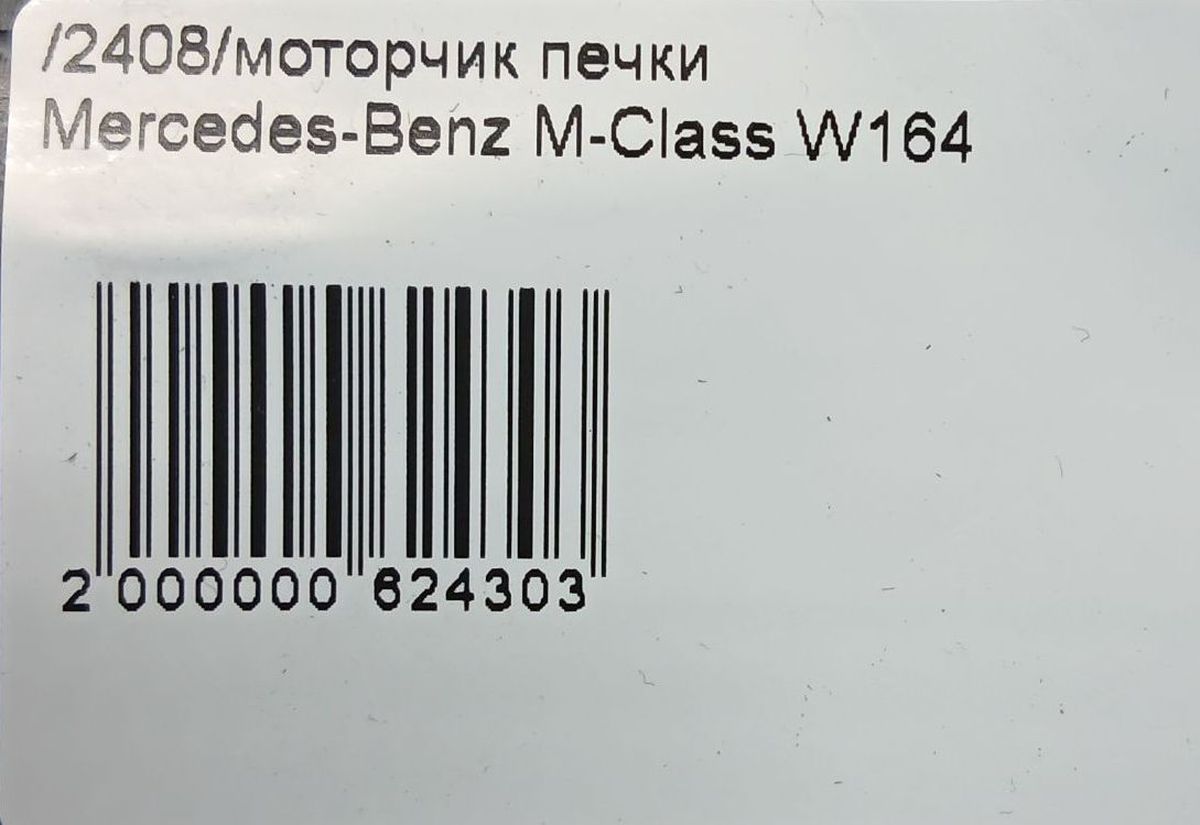 /2408/моторчик печки
Mercedes-Benz M-Class W164
2 000000 624303